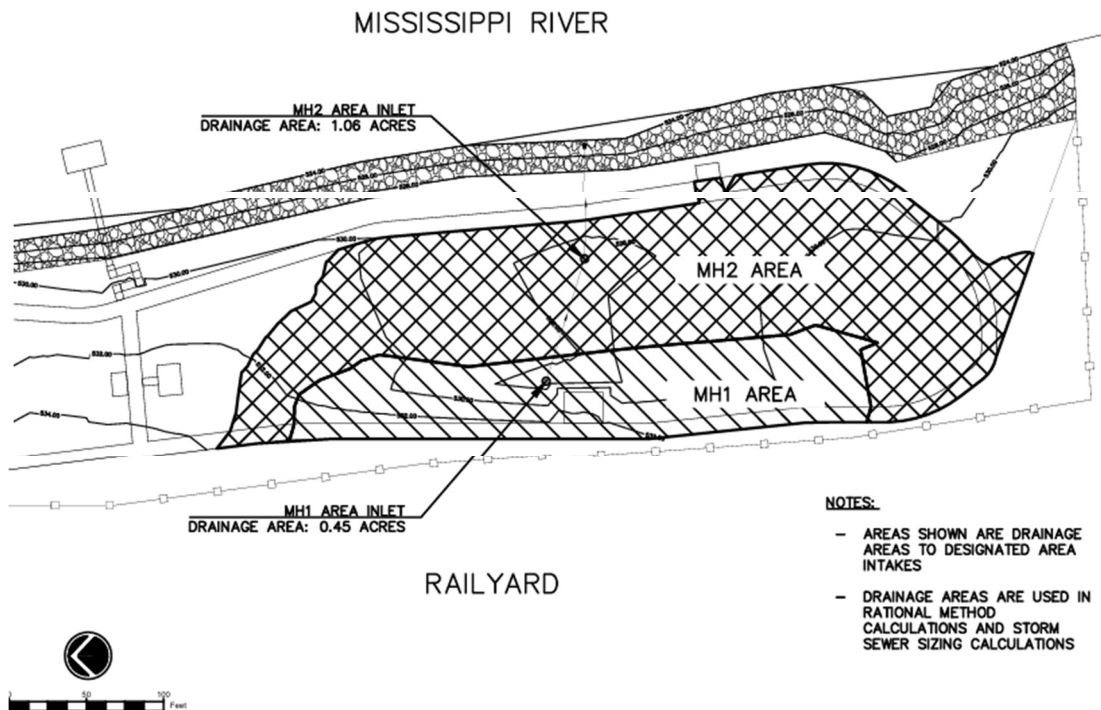 MISSISSIPPI RIVER
MH2 AREA INLET
DRAINAGE AREA: 1.06 ACRES
MH2 AREA
MH1 AREA
MH1 AREA INLET
DRAINAGE AREA: 0.45 ACRES
RAILYARD
NOTES:
- AREAS SHOWN ARE DRAINAGE
AREAS TO DESIGNATED AREA
INTAKES
- DRAINAGE AREAS ARE USED IN
RATIONAL METHOD
CALCULATIONS AND STORM
SEWER SIZING CALCULATIONS
0 50 100
Feet